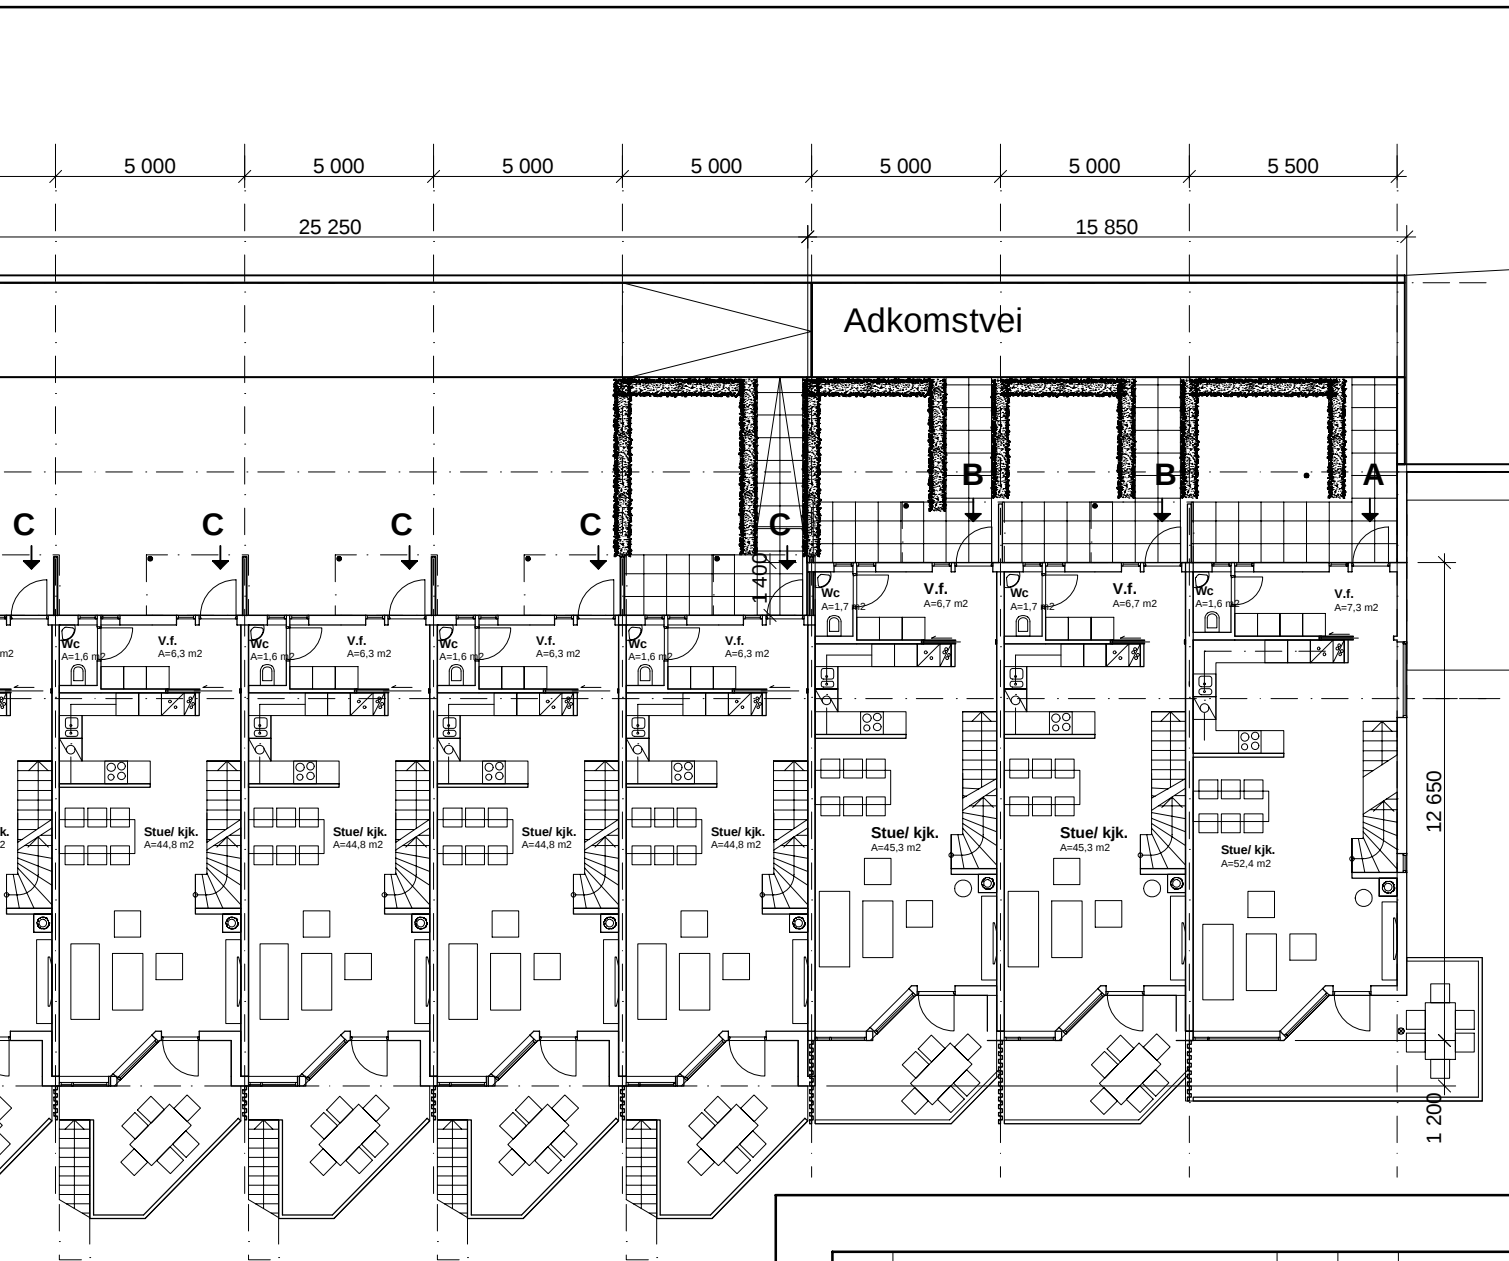 5 000 5 000 5 000 5 000 5 000 5 000 5 500
25 250 15 850
Adkomstvei
B B A
C C C C C
1 400
Wc V.f. Wc V.f. Wc V.f.
A=1,7 m2 A=6,7 m2 A=1,7 m2 A=6,7 m2 A=1,6 m2 A=7,3 m2
Wc V.f. Wc V.f. Wc V.f. Wc V.f.
m2 A=1,6 m2 A=6,3 m2 A=1,6 m2 A=6,3 m2 A=1,6 m2 A=6,3 m2 A=1,6 m2 A=6,3 m2
12 650
k. Stue/ kjk. Stue/ kjk. Stue/ kjk. Stue/ kjk. Stue/ kjk. Stue/ kjk.
2 A=44,8 m2 A=44,8 m2 A=44,8 m2 A=44,8 m2 A=45,3 m2 A=45,3 m2
Stue/ kjk.
A=52,4 m2
1 200